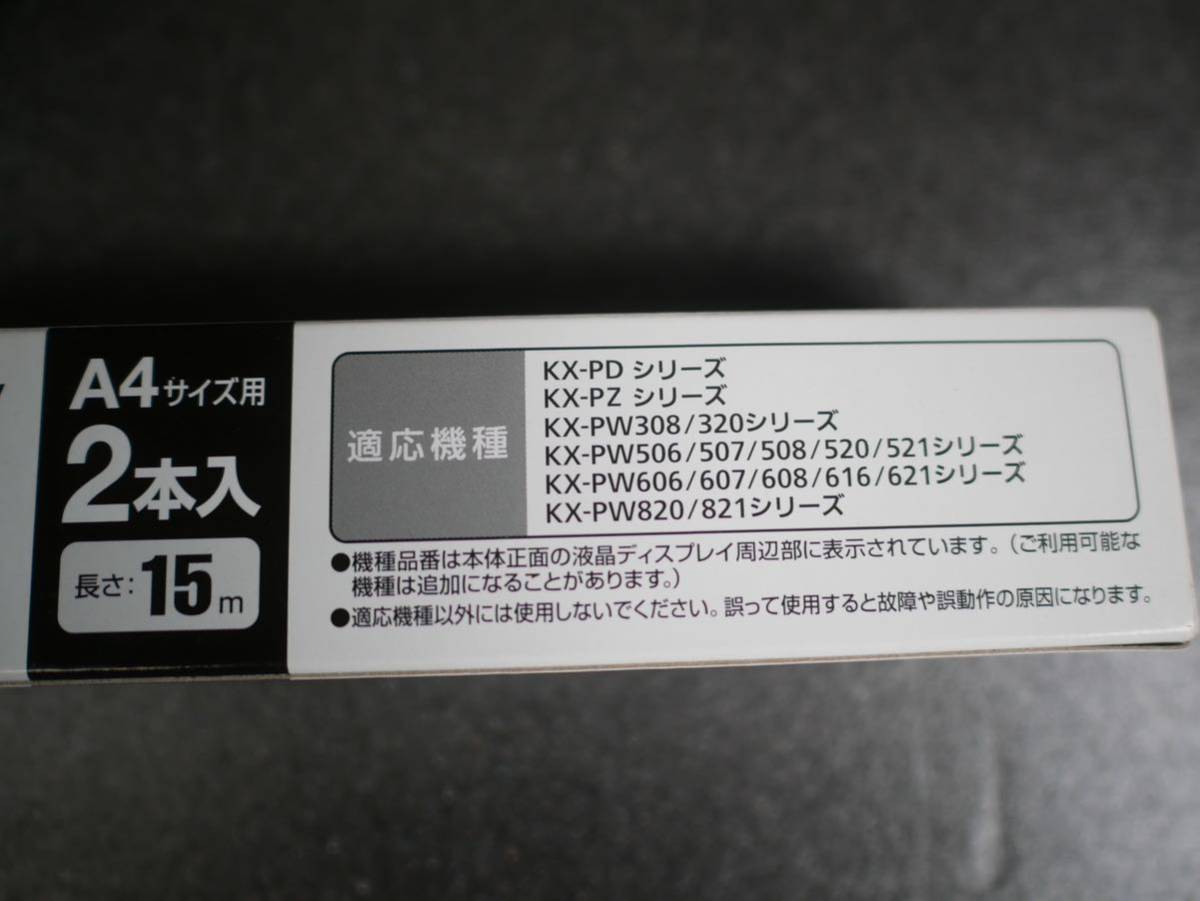 A4サイズ用
2本入
長さ:15m
適応機種
KX-PD シリーズ
KX-PZ シリーズ
KX-PW308/320シリーズ
KX-PW506/507/508/520/521シリーズ
KX-PW606/607/608/616/621シリーズ
KX-PW820/821シリーズ
●機種品番は本体正面の液晶ディスプレイ周辺部に表示されています。(ご利用可能な
機種は追加になることがあります。)
●適応機種以外には使用しないでください。誤って使用すると故障や誤動作の原因になります。